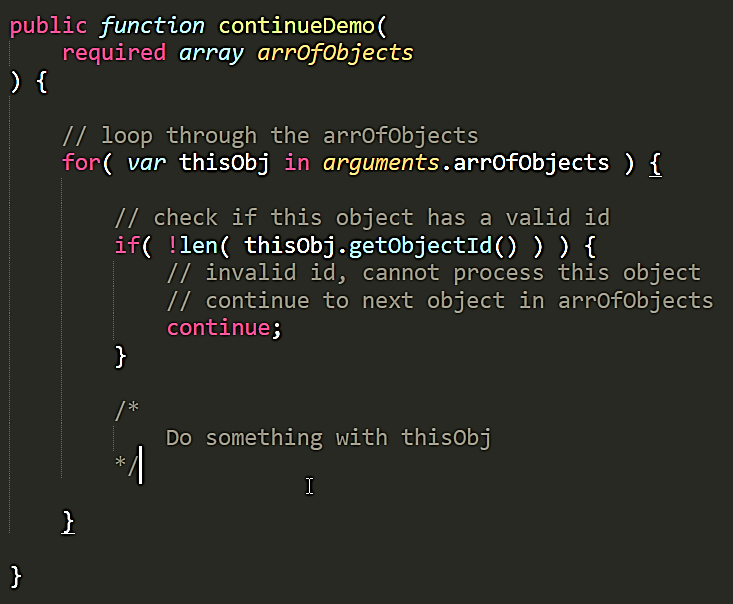 public function continueDemo(
    required array arrOfObjects
) {

    // loop through the arrOfObjects
    for( var thisObj in arguments.arrOfObjects ) {

        // check if this object has a valid id
        if( !len( thisObj.getObjectId() ) ) {
            // invalid id, cannot process this object
            // continue to next object in arrOfObjects
            continue;
        }

        /*
            Do something with thisObj
        */

    }

}